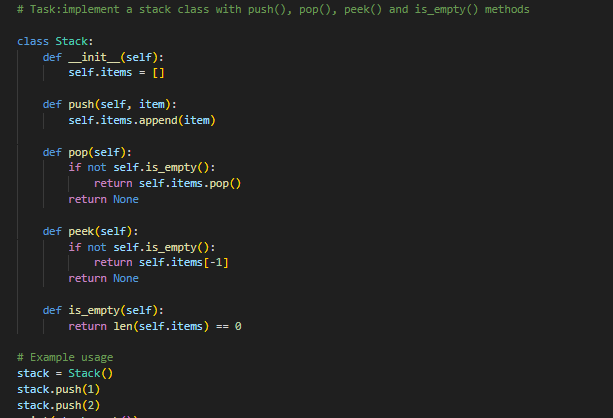 # Task:implement a stack class with push(), pop(), peek() and is_empty() methods
class Stack:
    def __init__(self):
        self.items = []
    def push(self, item):
        self.items.append(item)
    def pop(self):
        if not self.is_empty():
            return self.items.pop()
        return None
    def peek(self):
        if not self.is_empty():
            return self.items[-1]
        return None
    def is_empty(self):
        return len(self.items) == 0
# Example usage
stack = Stack()
stack.push(1)
stack.push(2)